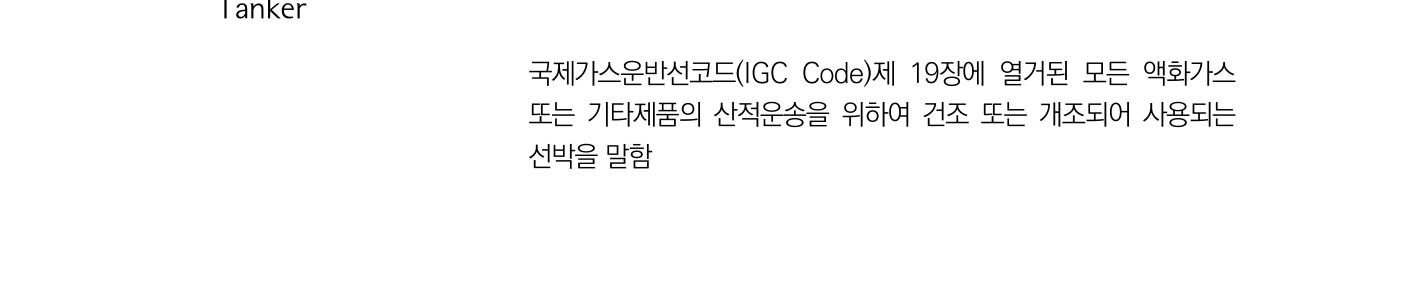 Tanker
국제가스운반선코드(IGC Code)제 19장에 열거된 모든 액화가스
또는 기타제품의 산적운송을 위하여 건조 또는 개조되어 사용되는
선박을 말함